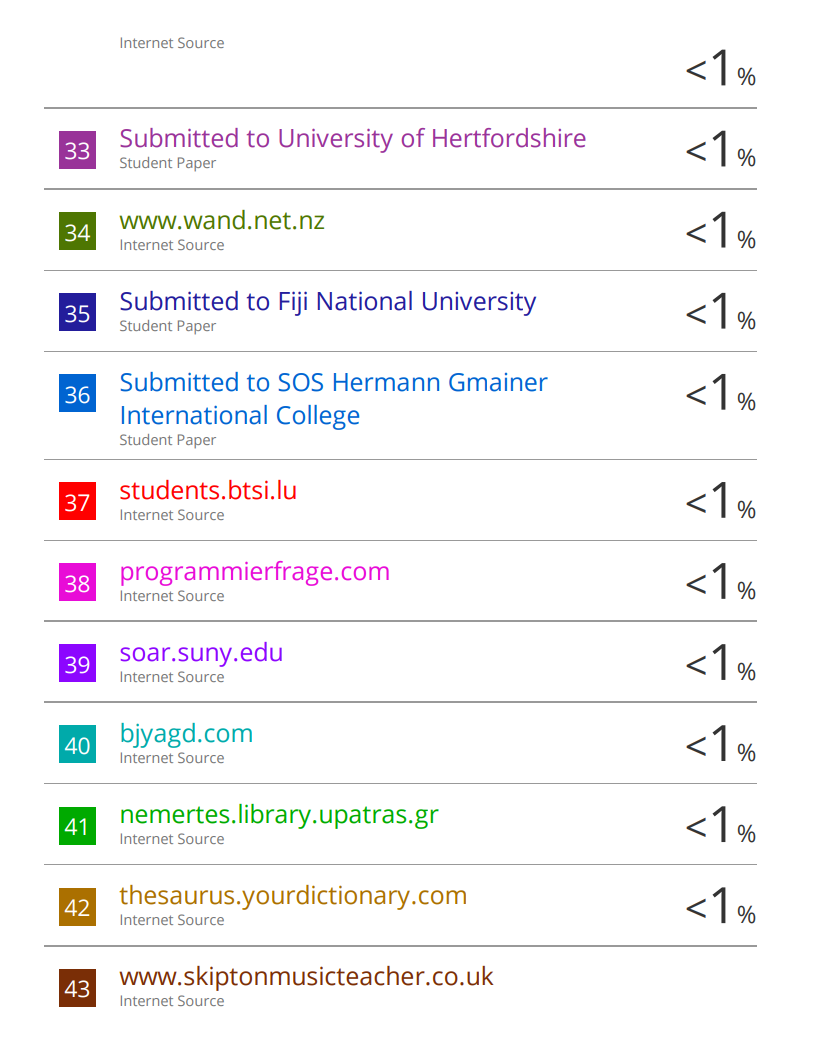 Internet Source
<1%
33 Submitted to University of Hertfordshire <1%
Student Paper
34 www.wand.net.nz <1%
Internet Source
35 Submitted to Fiji National University <1%
Student Paper
36 Submitted to SOS Hermann Gmainer <1%
International College
Student Paper
37 students.btsi.lu <1%
Internet Source
38 programmierfrage.com <1%
Internet Source
39 soar.suny.edu <1%
Internet Source
40 bjyagd.com <1%
Internet Source
41 nemertes.library.upatras.gr <1%
Internet Source
42 thesaurus.yourdictionary.com <1%
Internet Source
43 www.skiptonmusicteacher.co.uk
Internet Source